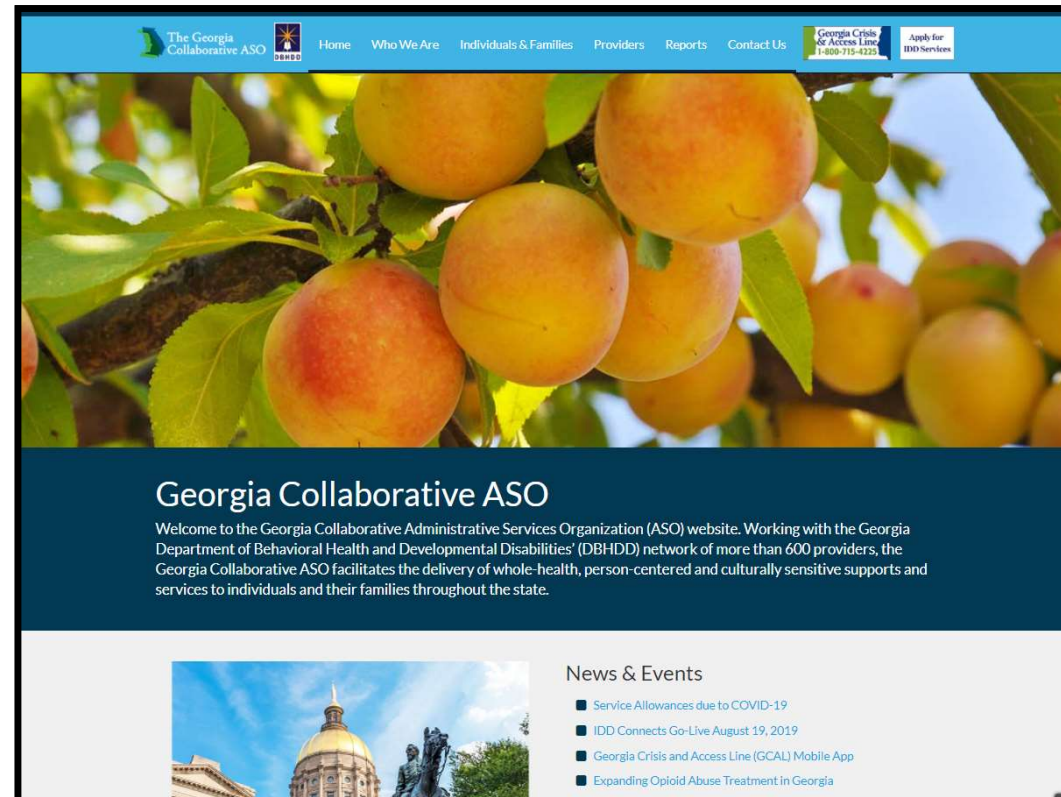 The Georgia
Collaborative ASO
DBHDD
Home Who We Are Individuals & Families Providers Reports Contact Us
Georgia Crisis
& Access Line
1-800-715-4225
Apply for
IDD Services
Georgia Collaborative ASO
Welcome to the Georgia Collaborative Administrative Services Organization (ASO) website. Working with the Georgia
Department of Behavioral Health and Developmental Disabilities' (DBHDD) network of more than 600 providers, the
Georgia Collaborative ASO facilitates the delivery of whole-health, person-centered and culturally sensitive supports and
services to individuals and their families throughout the state.
News & Events
Service Allowances due to COVID-19
IDD Connects Go-Live August 19, 2019
Georgia Crisis and Access Line (GCAL) Mobile App
Expanding Opioid Abuse Treatment in Georgia